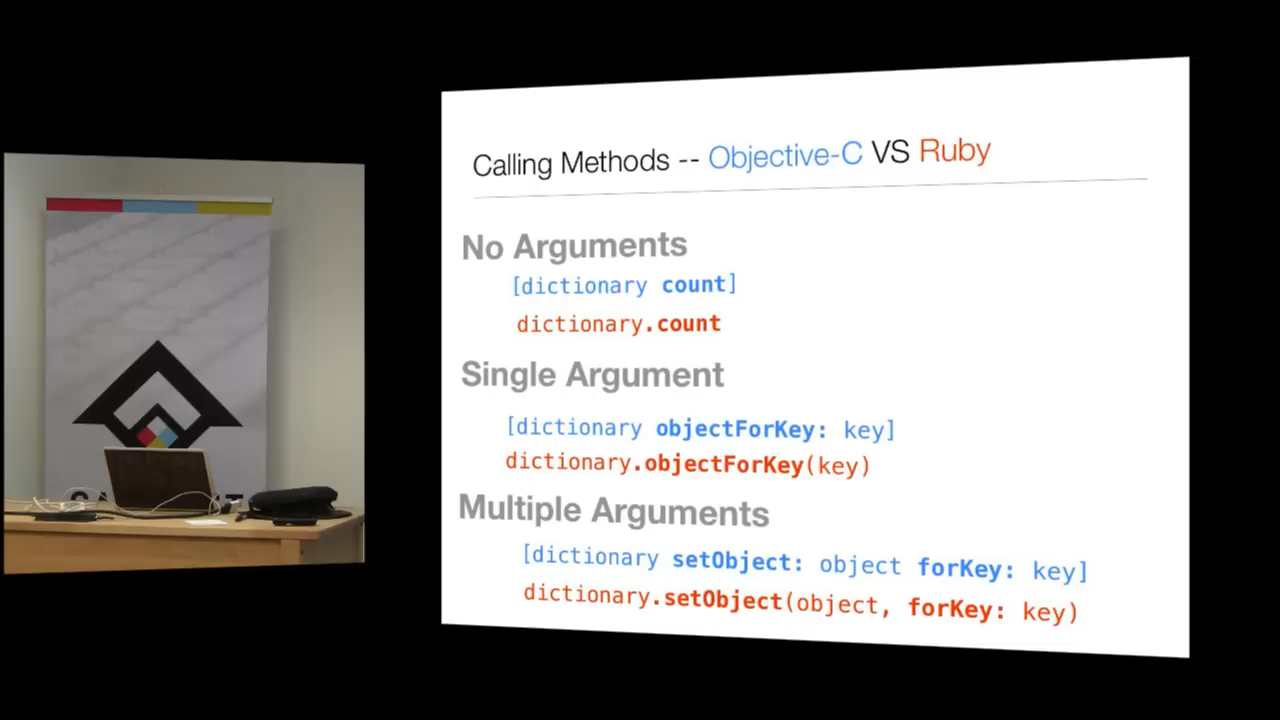 Calling Methods -- Objective-C VS Ruby
No Arguments
[dictionary count]
dictionary.count
Single Argument
[dictionary objectForKey: key]
dictionary.objectForKey(key)
Multiple Arguments
[dictionary setObject: object forKey: key]
dictionary.setObject(object, forKey: key)